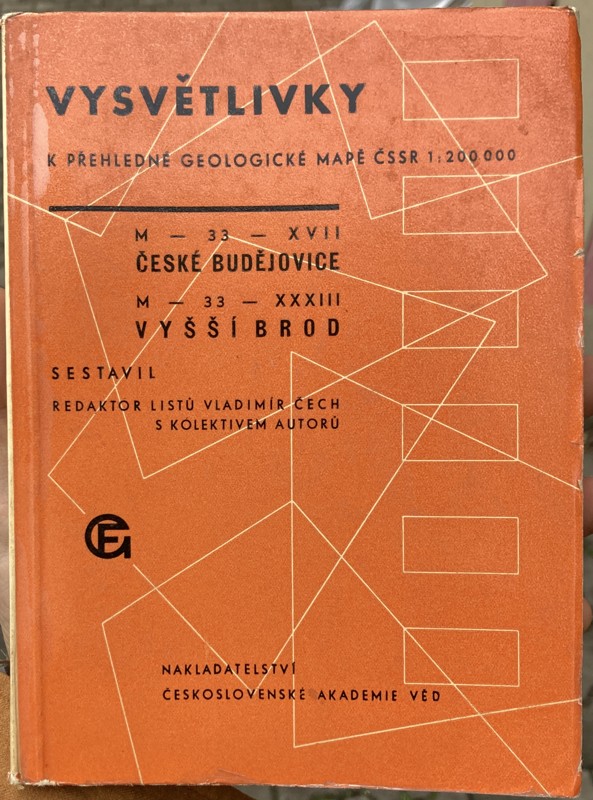 VYSVĚTLIVKY
K PŘEHLEDNÉ GEOLOGICKÉ MAPĚ ČSSR 1:200 000
M — 33 — XVII
ČESKÉ BUDĚJOVICE
M — 33 — XXXIII
VYŠŠÍ BROD
SESTAVIL
REDAKTOR LISTŮ VLADIMÍR ČECH
S KOLEKTIVEM AUTORŮ
NAKLADATELSTVÍ
ČESKOSLOVENSKÉ AKADEMIE VĚD